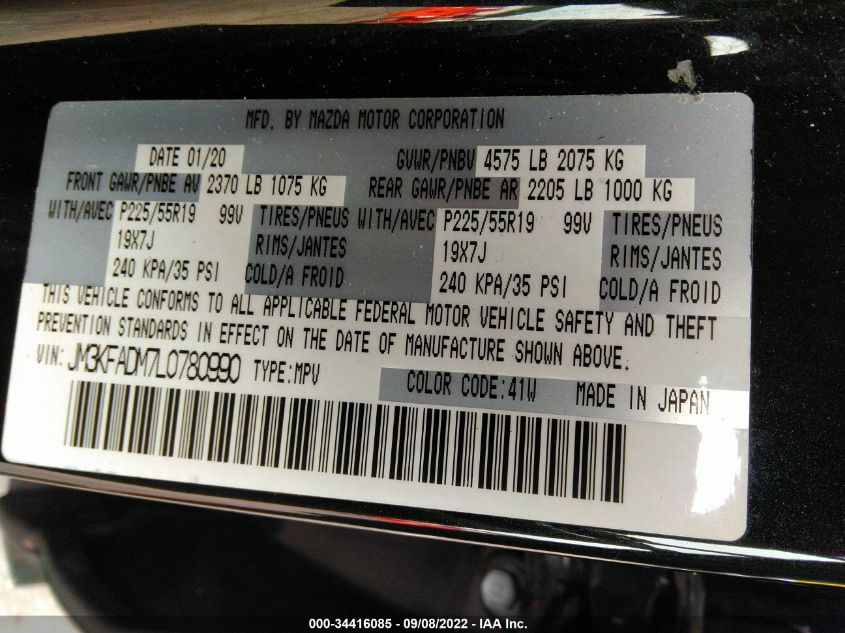 MFD. BY MAZDA MOTOR CORPORATION
DATE 01/20 GVWR/PNBV 4575 LB 2075 KG
FRONT GAWR/PNBE AV 2370 LB 1075 KG REAR GAWR/PNBE AR 2205 LB 1000 KG
WITH/AVEC P225/55R19 99V TIRES/PNEUS WITH/AVEC P225/55R19 99V TIRES/PNEUS
19X7J RIMS/JANTES 19X7J RIMS/JANTES
240 KPA/35 PSI COLD/A FROID 240 KPA/35 PSI COLD/A FROID
THIS VEHICLE CONFORMS TO ALL APPLICABLE FEDERAL MOTOR VEHICLE SAFETY AND THEFT
PREVENTION STANDARDS IN EFFECT ON THE DATE OF MANUFACTURE SHOWN ABOVE.
VIN: JM3KFADM7L0780990 TYPE:MPV
COLOR CODE:41W MADE IN JAPAN
000-34416085 - 09/08/2022 - IAA Inc.